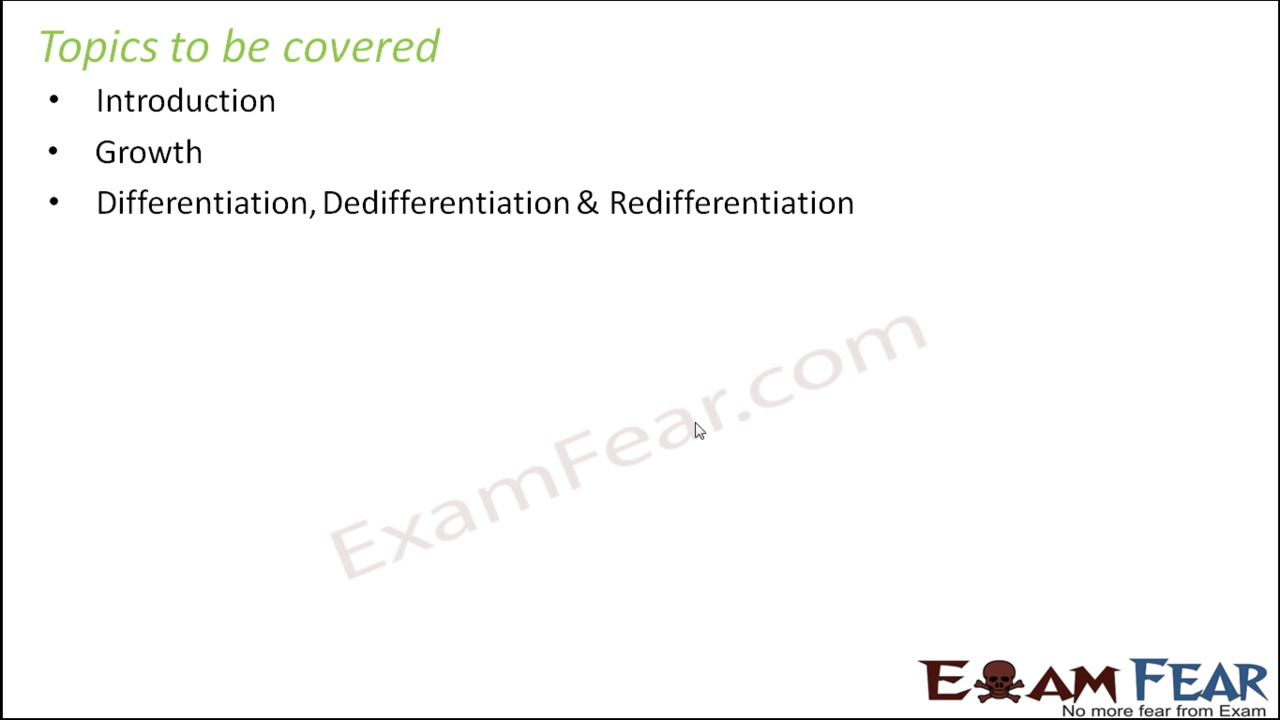 Topics to be covered
• Introduction
• Growth
• Differentiation, Dedifferentiation & Redifferentiation
ExamFear.com
EXAM FEAR
No more fear from Exam